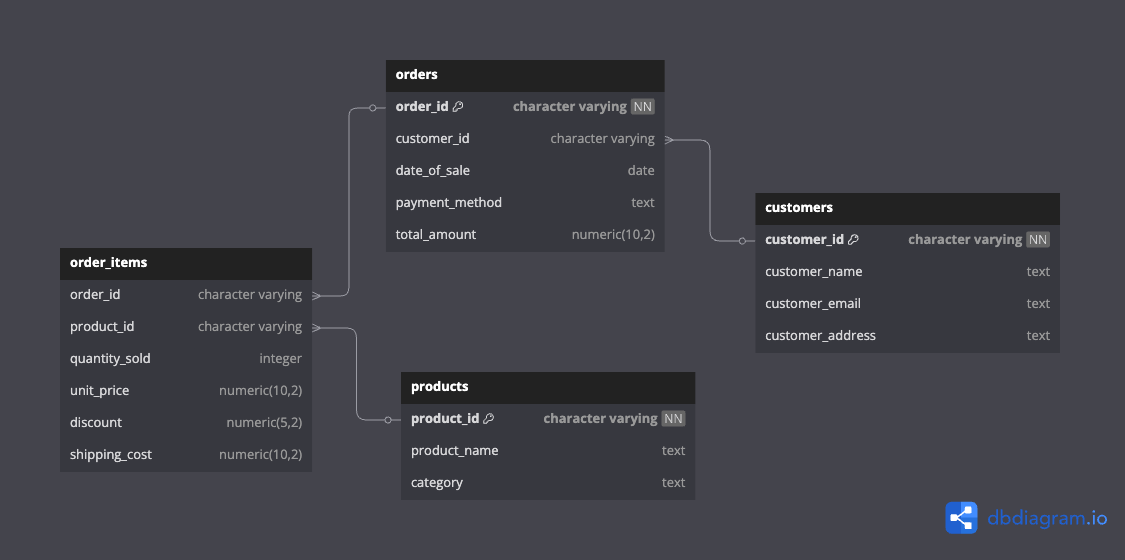 orders
order_id character varying NN
customer_id character varying
date_of_sale date
payment_method text
total_amount numeric(10,2)
customers
customer_id character varying NN
customer_name text
customer_email text
customer_address text
order_items
order_id character varying
product_id character varying
quantity_sold integer
unit_price numeric(10,2)
discount numeric(5,2)
shipping_cost numeric(10,2)
products
product_id character varying NN
product_name text
category text
dbdiagram.io